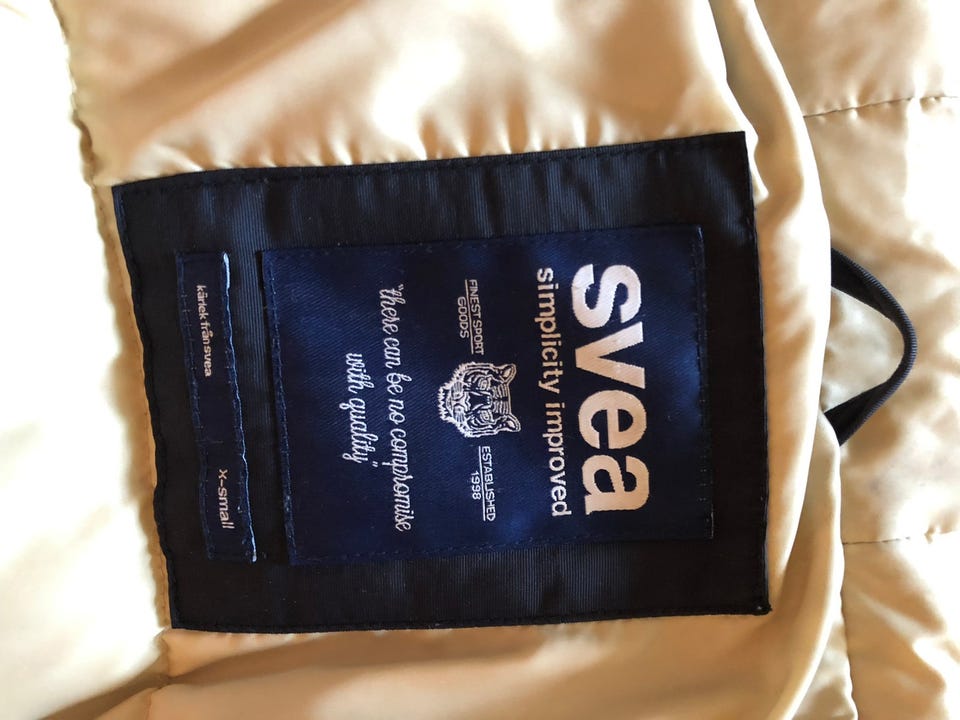 svea
simplicity improved
FINEST SPORT
GOODS
ESTABLISHED
1998
"there can be no compromise
with quality"
kärlek från svea
x-small